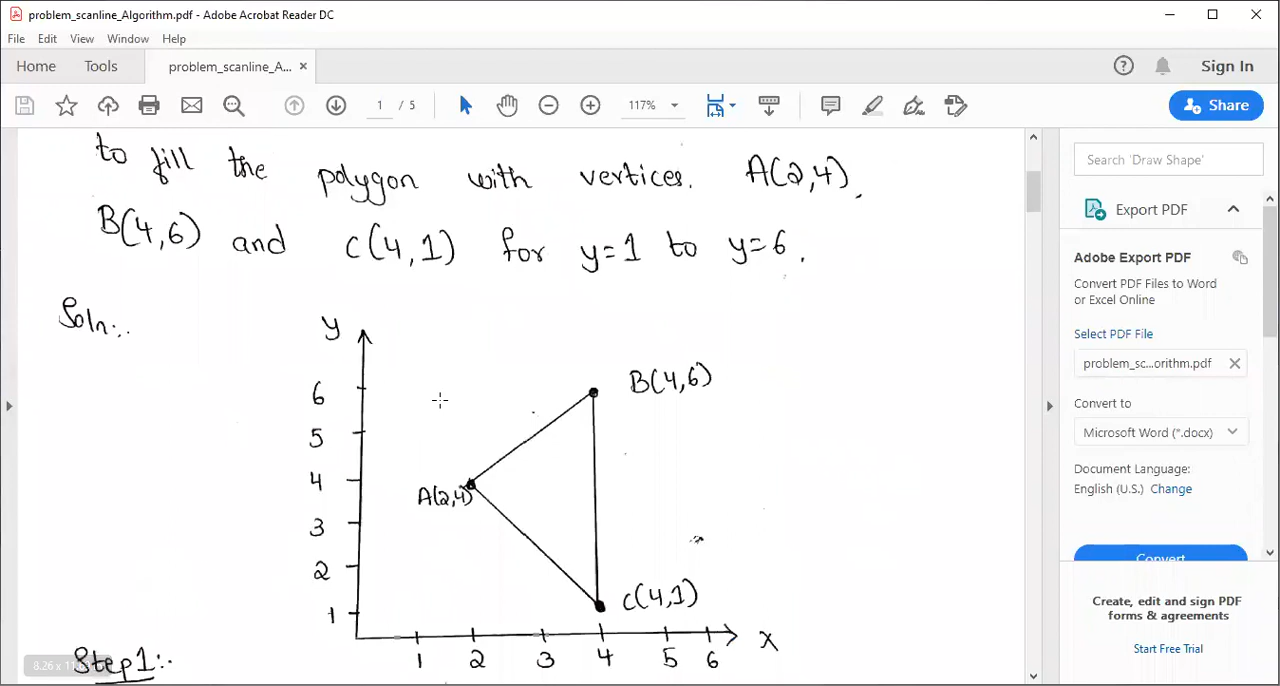 problem_scanline_Algorithm.pdf - Adobe Acrobat Reader DC
File Edit View Window Help
Home Tools problem_scanline_A... × Sign In
1 / 5 117% Share
to fill the polygon with vertices. A(2,4),
B(4,6) and C(4,1) for y=1 to y=6.
Soln:.
y
6
5
4
3
2
1
B(4,6)
A(2,4)
C(4,1)
1 2 3 4 5 6 x
Step1:.
8.26 x 11.
Search 'Draw Shape'
Export PDF
Adobe Export PDF
Convert PDF Files to Word
or Excel Online
Select PDF File
problem_sc...orithm.pdf
Convert to
Microsoft Word (*.docx)
Document Language:
English (U.S.) Change
Convert
Create, edit and sign PDF
forms & agreements
Start Free Trial